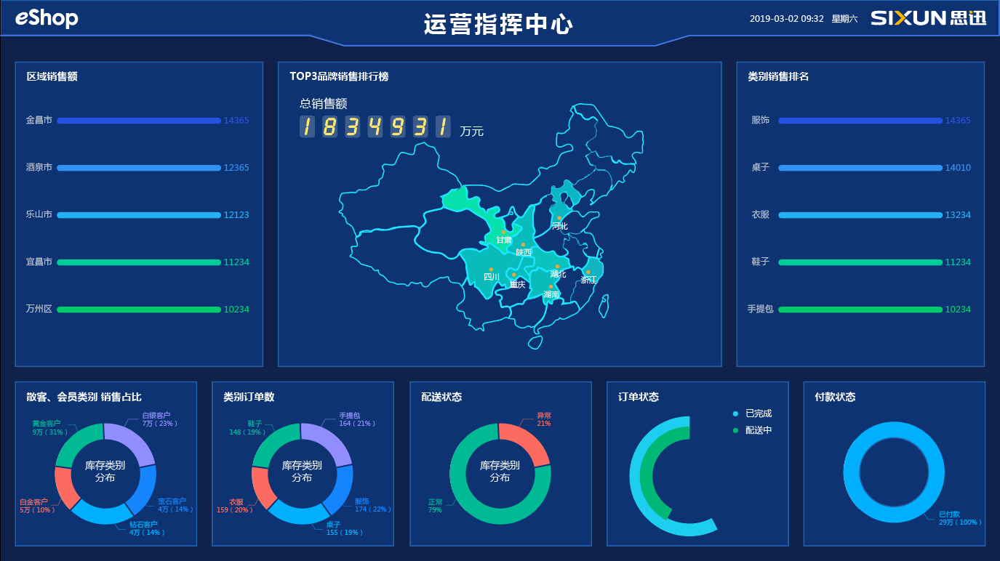 eShop
运营指挥中心
2019-03-02 09:32 星期六
SIXUN思迅
区域销售额
金昌市 14365
酒泉市 12365
乐山市 12123
宜昌市 11234
万州区 10234
TOP3品牌销售排行榜
总销售额
1834931 万元
河北
甘肃
陕西
四川
重庆
湖北
浙江
湖南
类别销售排名
服饰 14365
桌子 14010
衣服 13234
鞋子 11234
手提包 10234
散客、会员类别 销售占比
白银客户
7万 ( 23% )
黄金客户
9万 ( 31% )
库存类别
分布
白金客户
5万 ( 10% )
宝石客户
4万 ( 14% )
钻石客户
4万 ( 14% )
类别订单数
手提包
164 ( 21% )
鞋子
148 ( 19% )
库存类别
分布
衣服
159 ( 20% )
服饰
174 ( 22% )
桌子
155 ( 19% )
配送状态
异常
21%
库存类别
分布
正常
79%
订单状态
已完成
配送中
付款状态
已付款
29万 ( 100% )